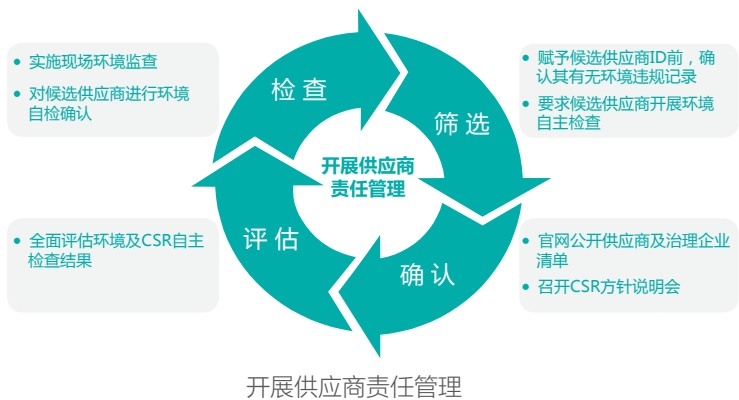 • 实施现场环境监查
• 对候选供应商进行环境
自检确认
检查
• 赋予候选供应商ID前，确
认其有无环境违规记录
• 要求候选供应商开展环境
自主检查
筛选
开展供应商
责任管理
• 全面评估环境及CSR自主
检查结果
评估
• 官网公开供应商及治理企业
清单
• 召开CSR方针说明会
确认
开展供应商责任管理